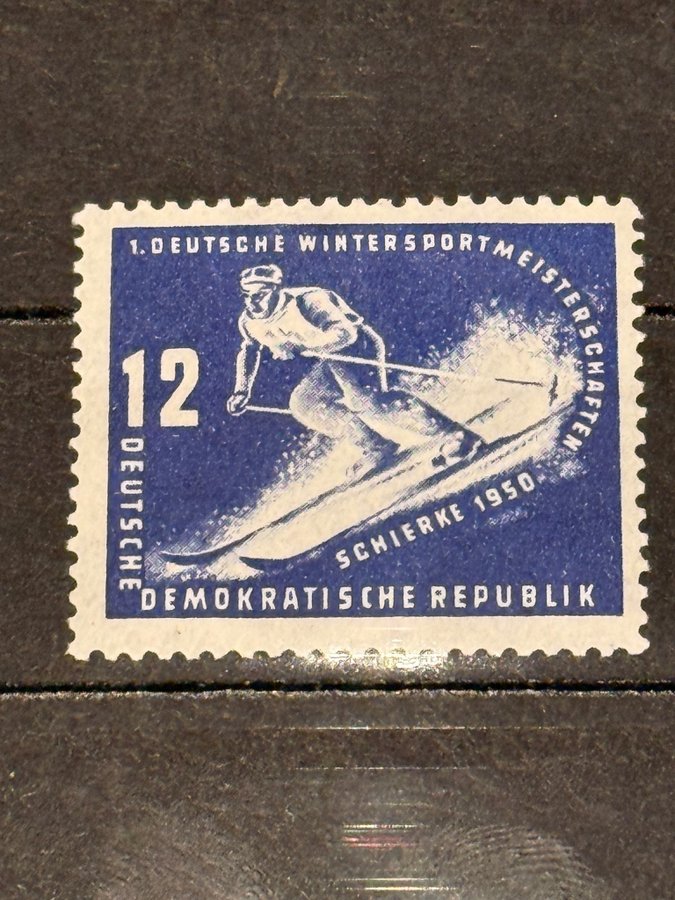 1. DEUTSCHE WINTERSPORTMEISTERSCHAFTEN
12
SCHIERKE 1950
DEUTSCHE
DEMOKRATISCHE REPUBLIK